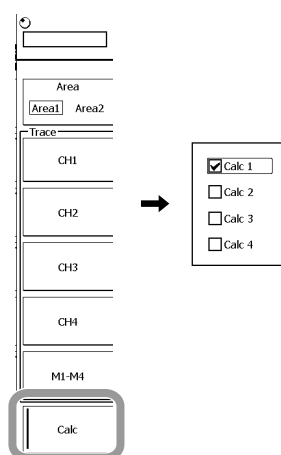 Area
Area1 Area2
Trace
CH1
CH2
CH3
CH4
M1-M4
Calc
Calc 1
Calc 2
Calc 3
Calc 4